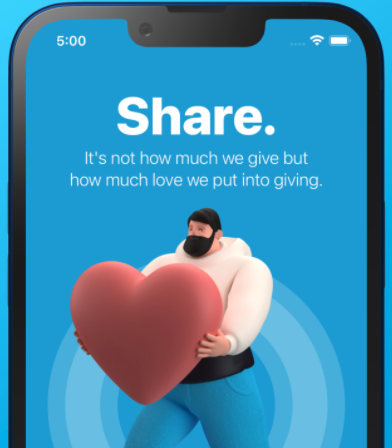 5:00
Share.
It's not how much we give but
how much love we put into giving.